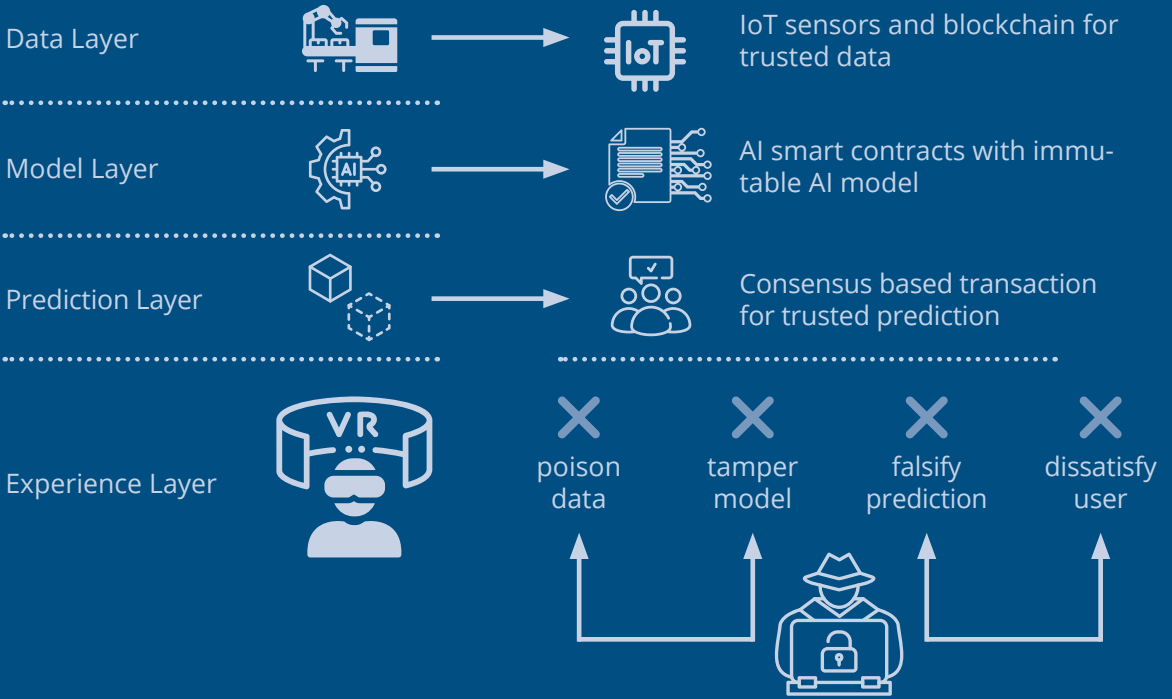 Data Layer
IoT
IoT sensors and blockchain for
trusted data
Model Layer
AI
AI smart contracts with immu-
table AI model
Prediction Layer
Consensus based transaction
for trusted prediction
Experience Layer
VR
poison
data
tamper
model
falsify
prediction
dissatisfy
user